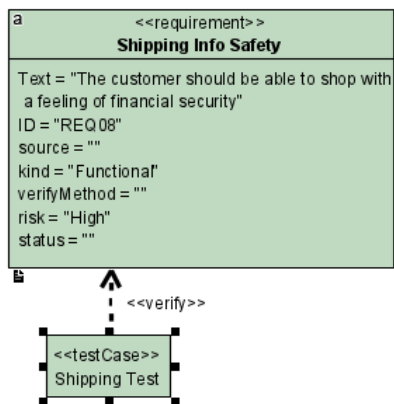 a
<<requirement>>
Shipping Info Safety
Text = "The customer should be able to shop with
a feeling of financial security"
ID = "REQ08"
source = ""
kind = "Functional"
verifyMethod = ""
risk = "High"
status = ""
<<verify>>
<<testCase>>
Shipping Test